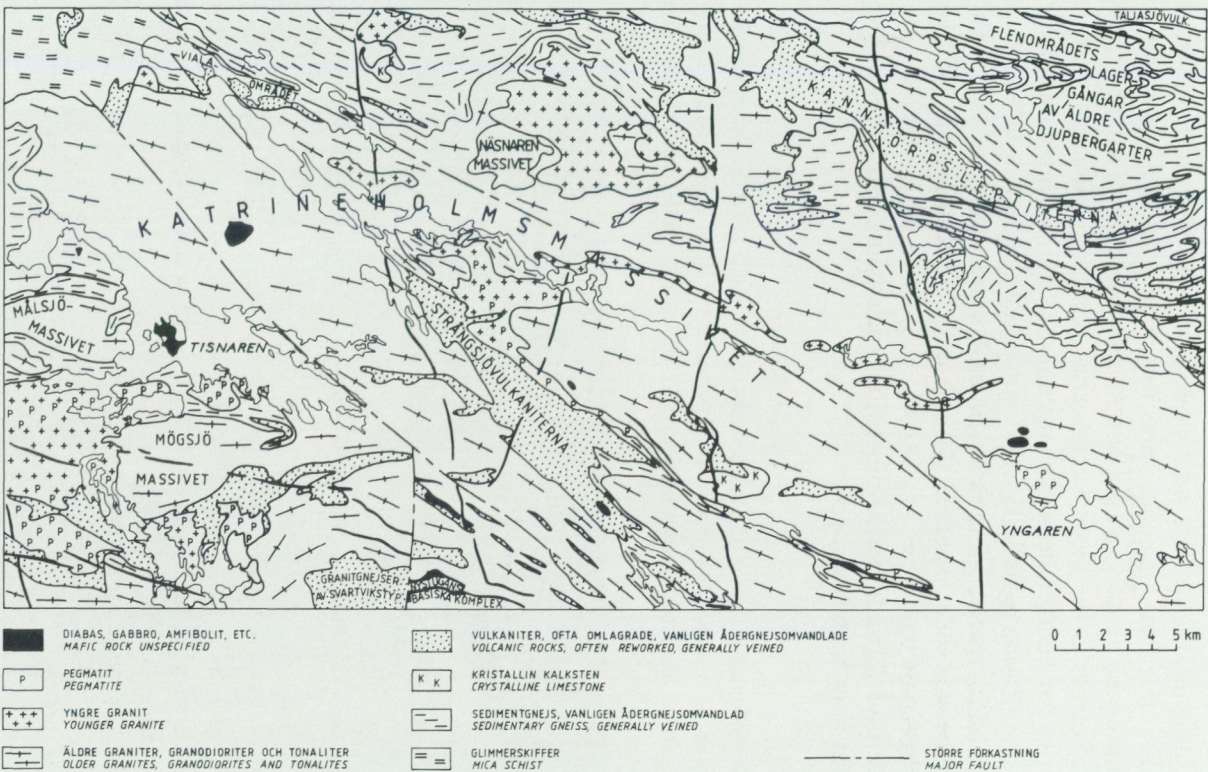 TALJASJÖVULK.
FLENOMRÅDETS
LAGER-
GÅNGAR
AV ÄLDRE
DJUPBERGARTER
VIALA
OMRÅDE
NÄSNAREN
MASSIVET
KANNTORPSLEPTITERNA
KATRINEHOLMSMASSIVET
MÅLSJÖ-
MASSIVET
TISNAREN
STRÅNGSJÖVULKANITERNA
MÖGSJÖ
MASSIVET
YNGAREN
GRANITGNEJSER
AV SVARTVIKSTYP
BASISKA KOMPLEX
DIABAS, GABBRO, AMFIBOLIT, ETC.
MAFIC ROCK UNSPECIFIED
P PEGMATIT
PEGMATITE
YNGRE GRANIT
YOUNGER GRANITE
ÄLDRE GRANITER, GRANODIORITER OCH TONALITER
OLDER GRANITES, GRANODIORITES AND TONALITES
VULKANITER, OFTA OMLAGRADE, VANLIGEN ÅDERGNEJSOMVANDLADE
VOLCANIC ROCKS, OFTEN REWORKED, GENERALLY VEINED
K K KRISTALLIN KALKSTEN
CRYSTALLINE LIMESTONE
SEDIMENTGNEJS, VANLIGEN ÅDERGNEJSOMVANDLAD
SEDIMENTARY GNEISS, GENERALLY VEINED
GLIMMERSKIFFER
MICA SCHIST
0 1 2 3 4 5 km
STÖRRE FÖRKASTNING
MAJOR FAULT